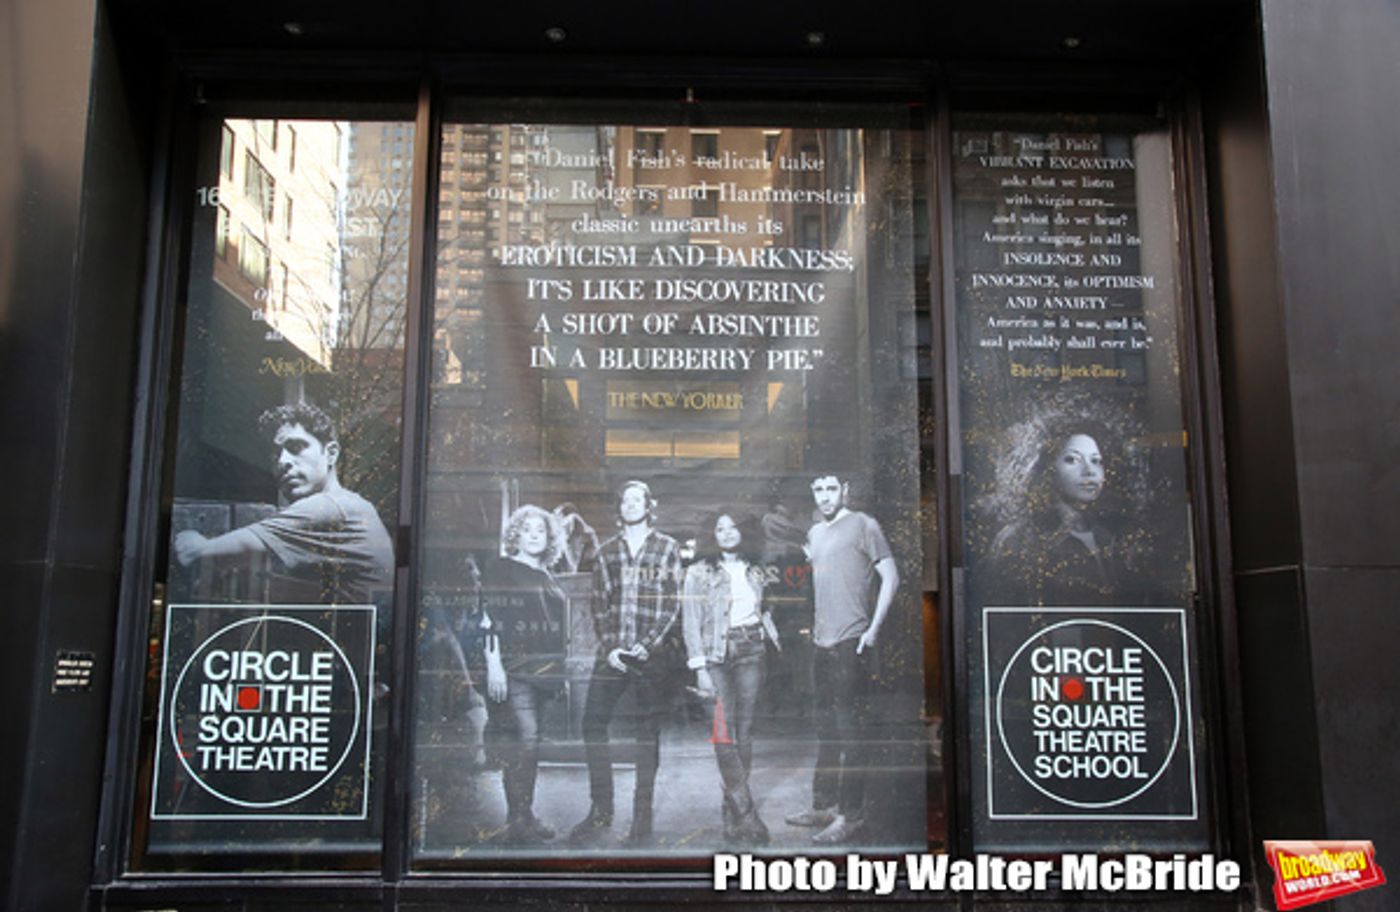 "Daniel Fish's radical take
on the Rodgers and Hammerstein
classic unearths its
EROTICISM AND DARKNESS;
IT'S LIKE DISCOVERING
A SHOT OF ABSINTHE
IN A BLUEBERRY PIE."
THE NEW YORKER
"Daniel Fish's
VIBRANT EXCAVATION
asks that we listen
with virgin ears...
and what do we hear?
America singing, in all its
INSOLENCE AND
INNOCENCE, its OPTIMISM
AND ANXIETY —
America as it was, and is,
and probably shall ever be."
The New York Times
New York
CIRCLE
IN THE
SQUARE
THEATRE
CIRCLE
IN THE
SQUARE
THEATRE
SCHOOL
Photo by Walter McBride
broadway
WORLD.COM